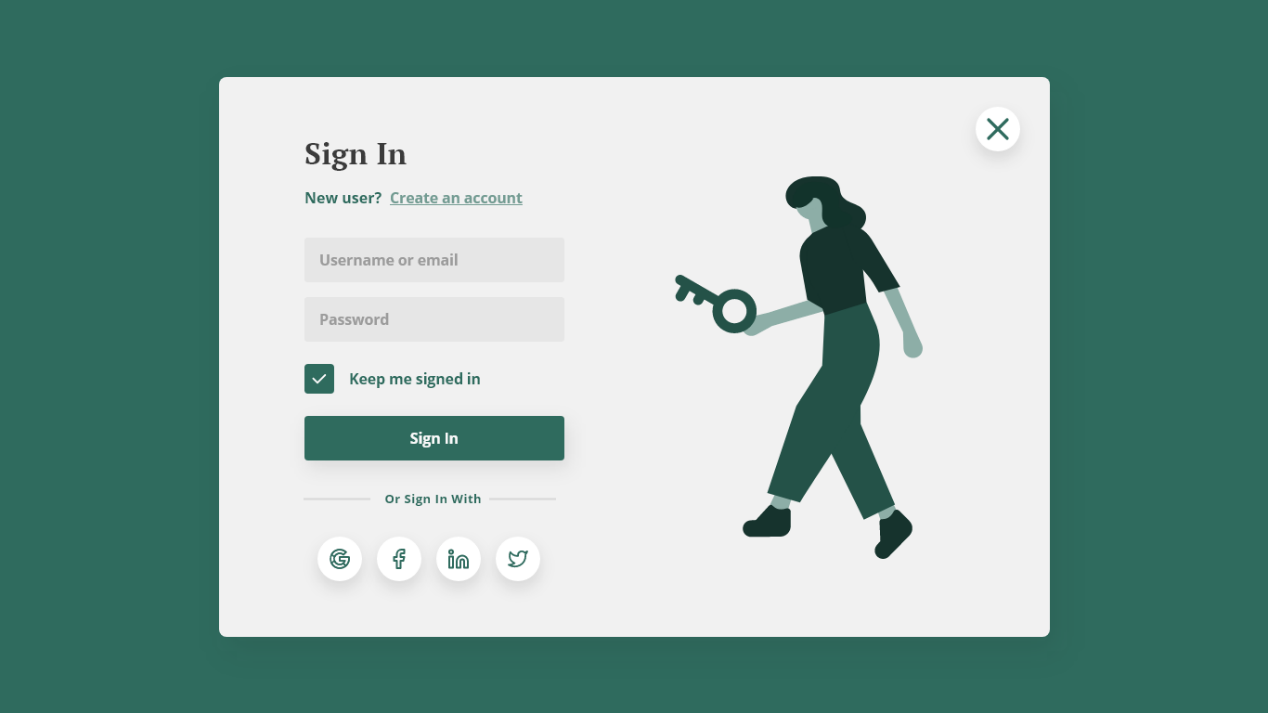 Sign In
New user? Create an account
Username or email
Password
Keep me signed in
Sign In
Or Sign In With